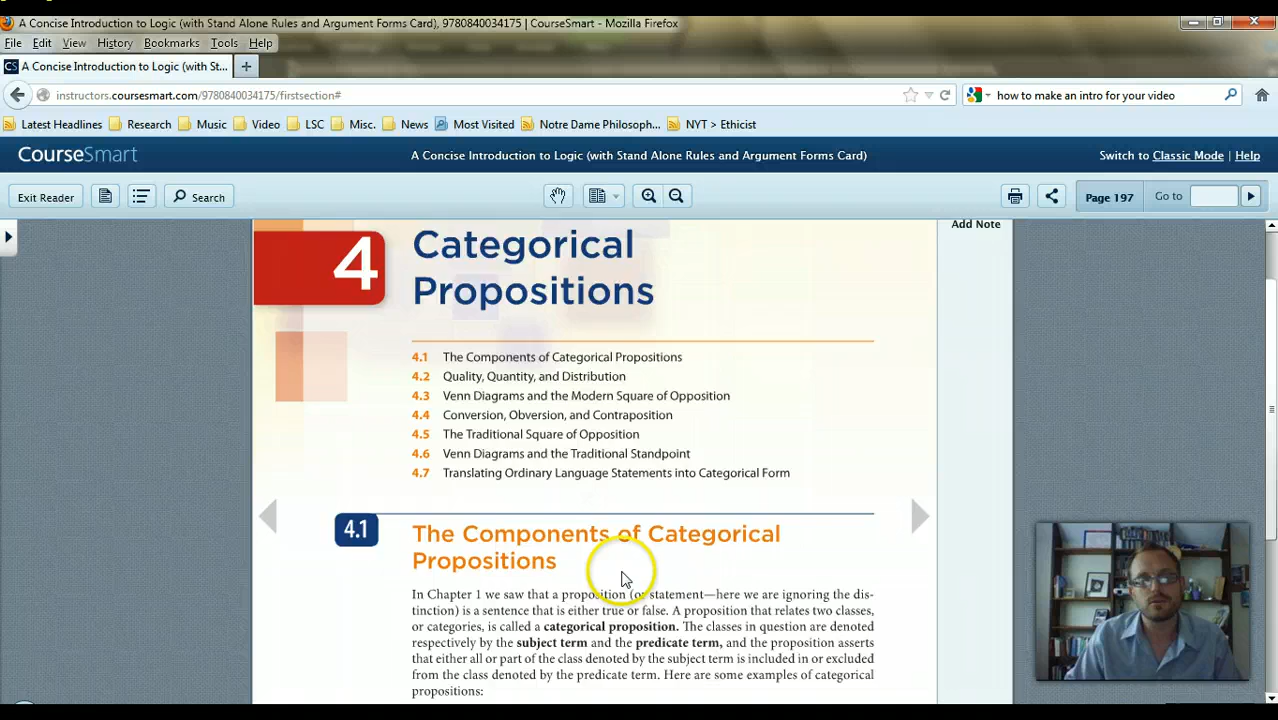 A Concise Introduction to Logic (with Stand Alone Rules and Argument Forms Card), 9780840034175 | CourseSmart - Mozilla Firefox
File Edit View History Bookmarks Tools Help
CS A Concise Introduction to Logic (with St... +
instructors.coursesmart.com/9780840034175/firstsection# how to make an intro for your video
Latest Headlines Research Music Video LSC Misc. News Most Visited Notre Dame Philosoph... NYT > Ethicist
CourseSmart A Concise Introduction to Logic (with Stand Alone Rules and Argument Forms Card) Switch to Classic Mode | Help
Exit Reader Search Page 197 Go to
Add Note
4 Categorical
Propositions
4.1 The Components of Categorical Propositions
4.2 Quality, Quantity, and Distribution
4.3 Venn Diagrams and the Modern Square of Opposition
4.4 Conversion, Obversion, and Contraposition
4.5 The Traditional Square of Opposition
4.6 Venn Diagrams and the Traditional Standpoint
4.7 Translating Ordinary Language Statements into Categorical Form
4.1 The Components of Categorical
Propositions
In Chapter 1 we saw that a proposition (or statement—here we are ignoring the dis-
tinction) is a sentence that is either true or false. A proposition that relates two classes,
or categories, is called a categorical proposition. The classes in question are denoted
respectively by the subject term and the predicate term, and the proposition asserts
that either all or part of the class denoted by the subject term is included in or excluded
from the class denoted by the predicate term. Here are some examples of categorical
propositions: